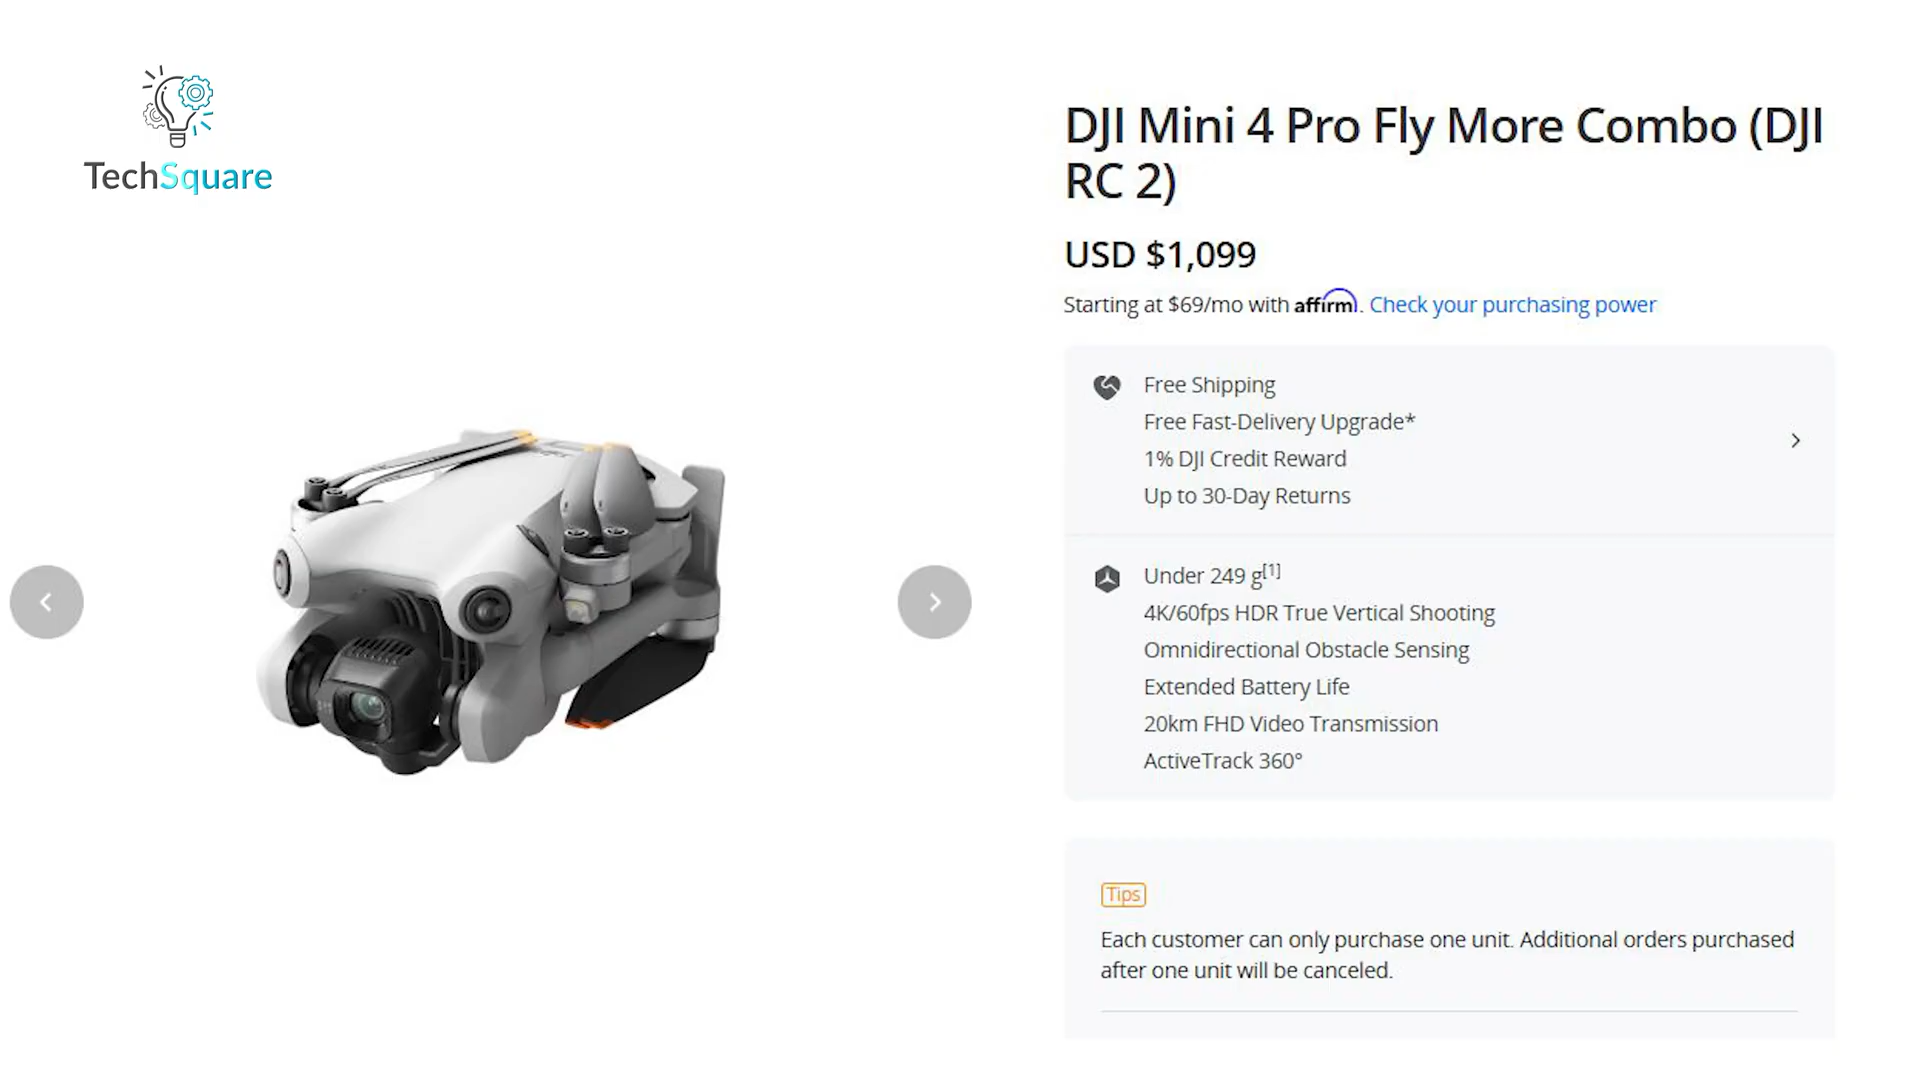 TechSquare
DJI Mini 4 Pro Fly More Combo (DJI
RC 2)
USD $1,099
Starting at $69/mo with affirm. Check your purchasing power
Free Shipping
Free Fast-Delivery Upgrade*
1% DJI Credit Reward
Up to 30-Day Returns
Under 249 g[1]
4K/60fps HDR True Vertical Shooting
Omnidirectional Obstacle Sensing
Extended Battery Life
20km FHD Video Transmission
ActiveTrack 360°
Tips
Each customer can only purchase one unit. Additional orders purchased
after one unit will be canceled.